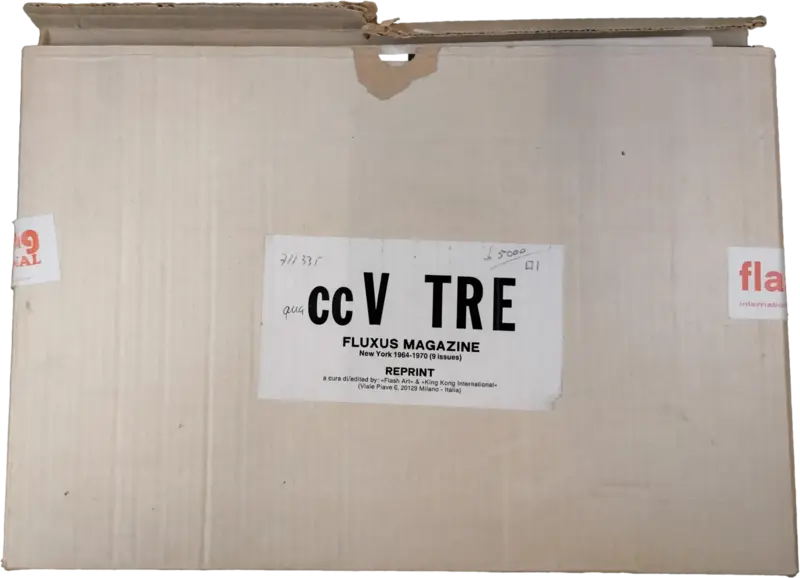 711335
£ 5000
ccV TRE
FLUXUS MAGAZINE
New York 1964-1970 (9 issues)
REPRINT
a cura di/edited by: «Flash Art» & «King Kong International»
(Viale Piave 6, 20129 Milano - Italia)
fla